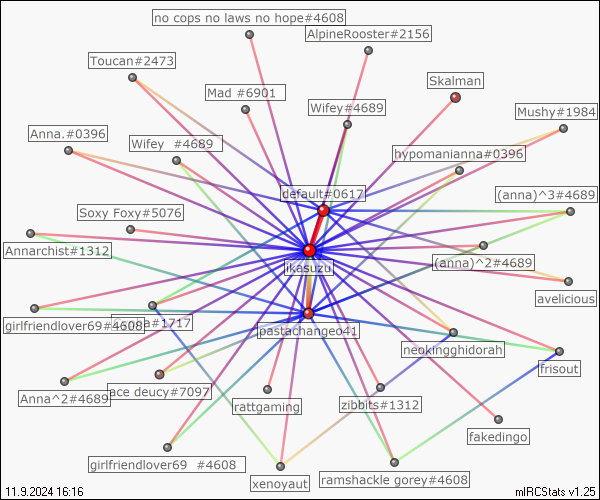 no cops no laws no hope#4608
AlpineRooster#2156
Toucan#2473
Skalman
Mad #6901
Wifey#4689
Mushy#1984
Anna.#0396
Wifey #4689
hypomanianna#0396
default#0617
(anna)^3#4689
Soxy Foxy#5076
Annarchist#1312
ikasuzu
(anna)^2#4689
avelicious
girlfriendlover69#4608
#1717
pastachangeo41
neokingghidorah
frisout
Anna^2#4689
ace deucy#7097
rattgaming
zibbits#1312
fakedingo
girlfriendlover69 #4608
xenoyaut
ramshackle gorey#4608
11.9.2024 16:16
mIRCStats v1.25